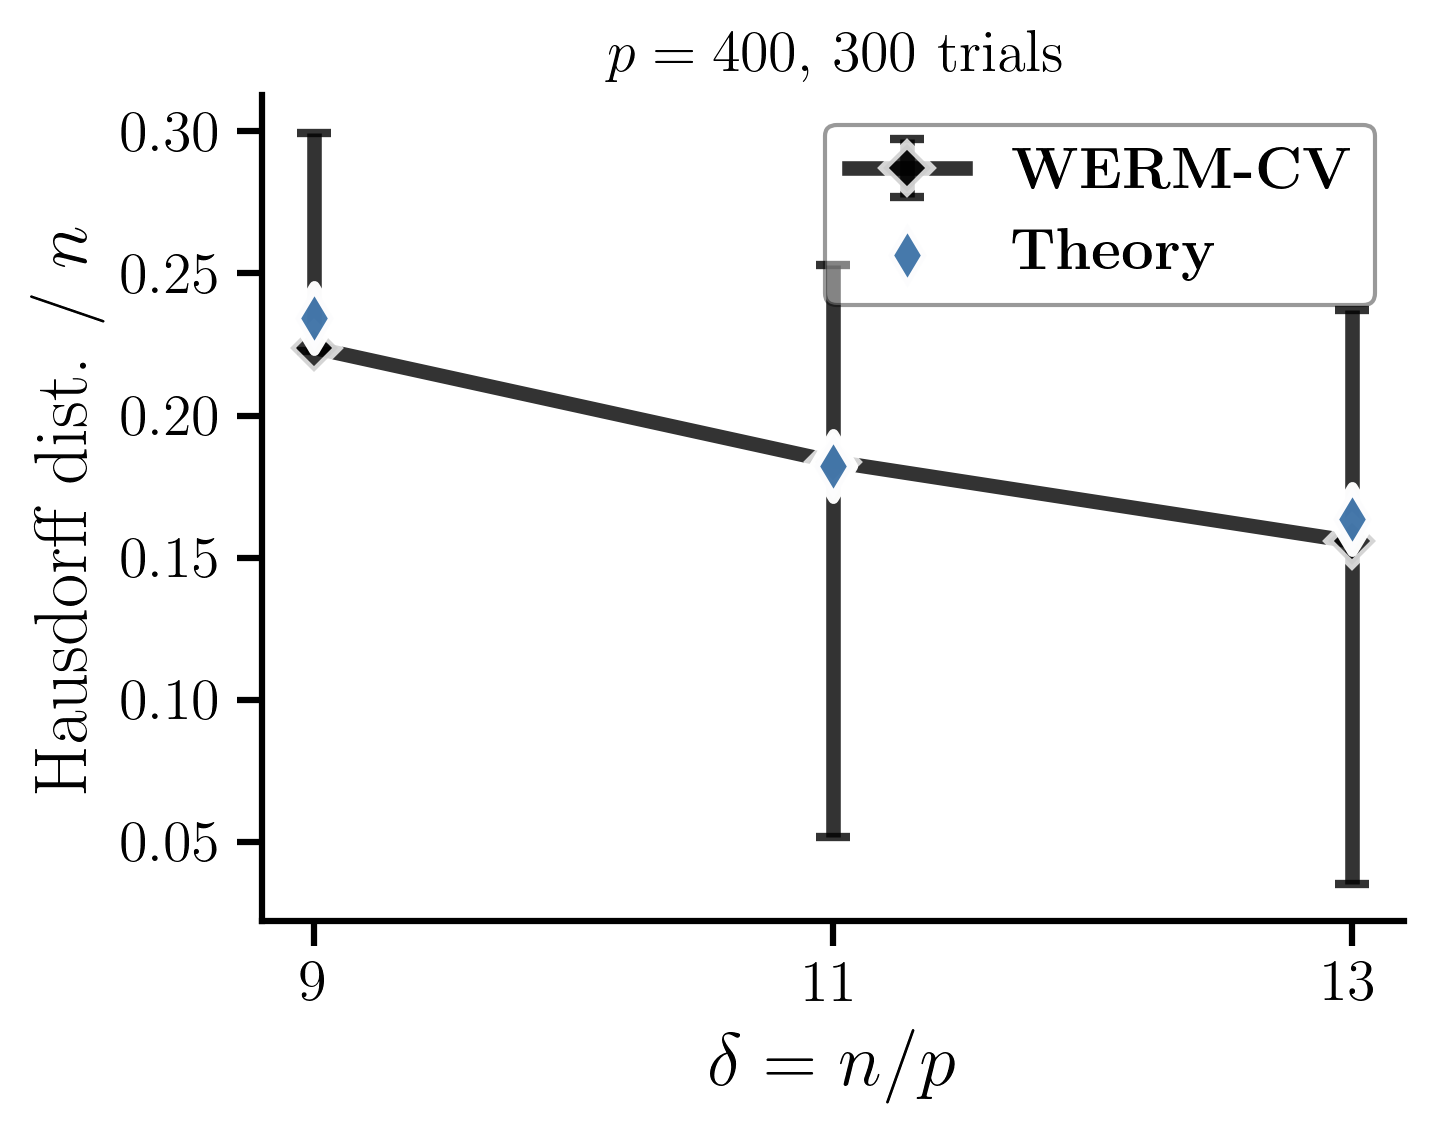 p = 400, 300 trials
WERM-CV
Theory
Hausdorff dist. / n
0.30
0.25
0.20
0.15
0.10
0.05
9
11
13
δ = n/p